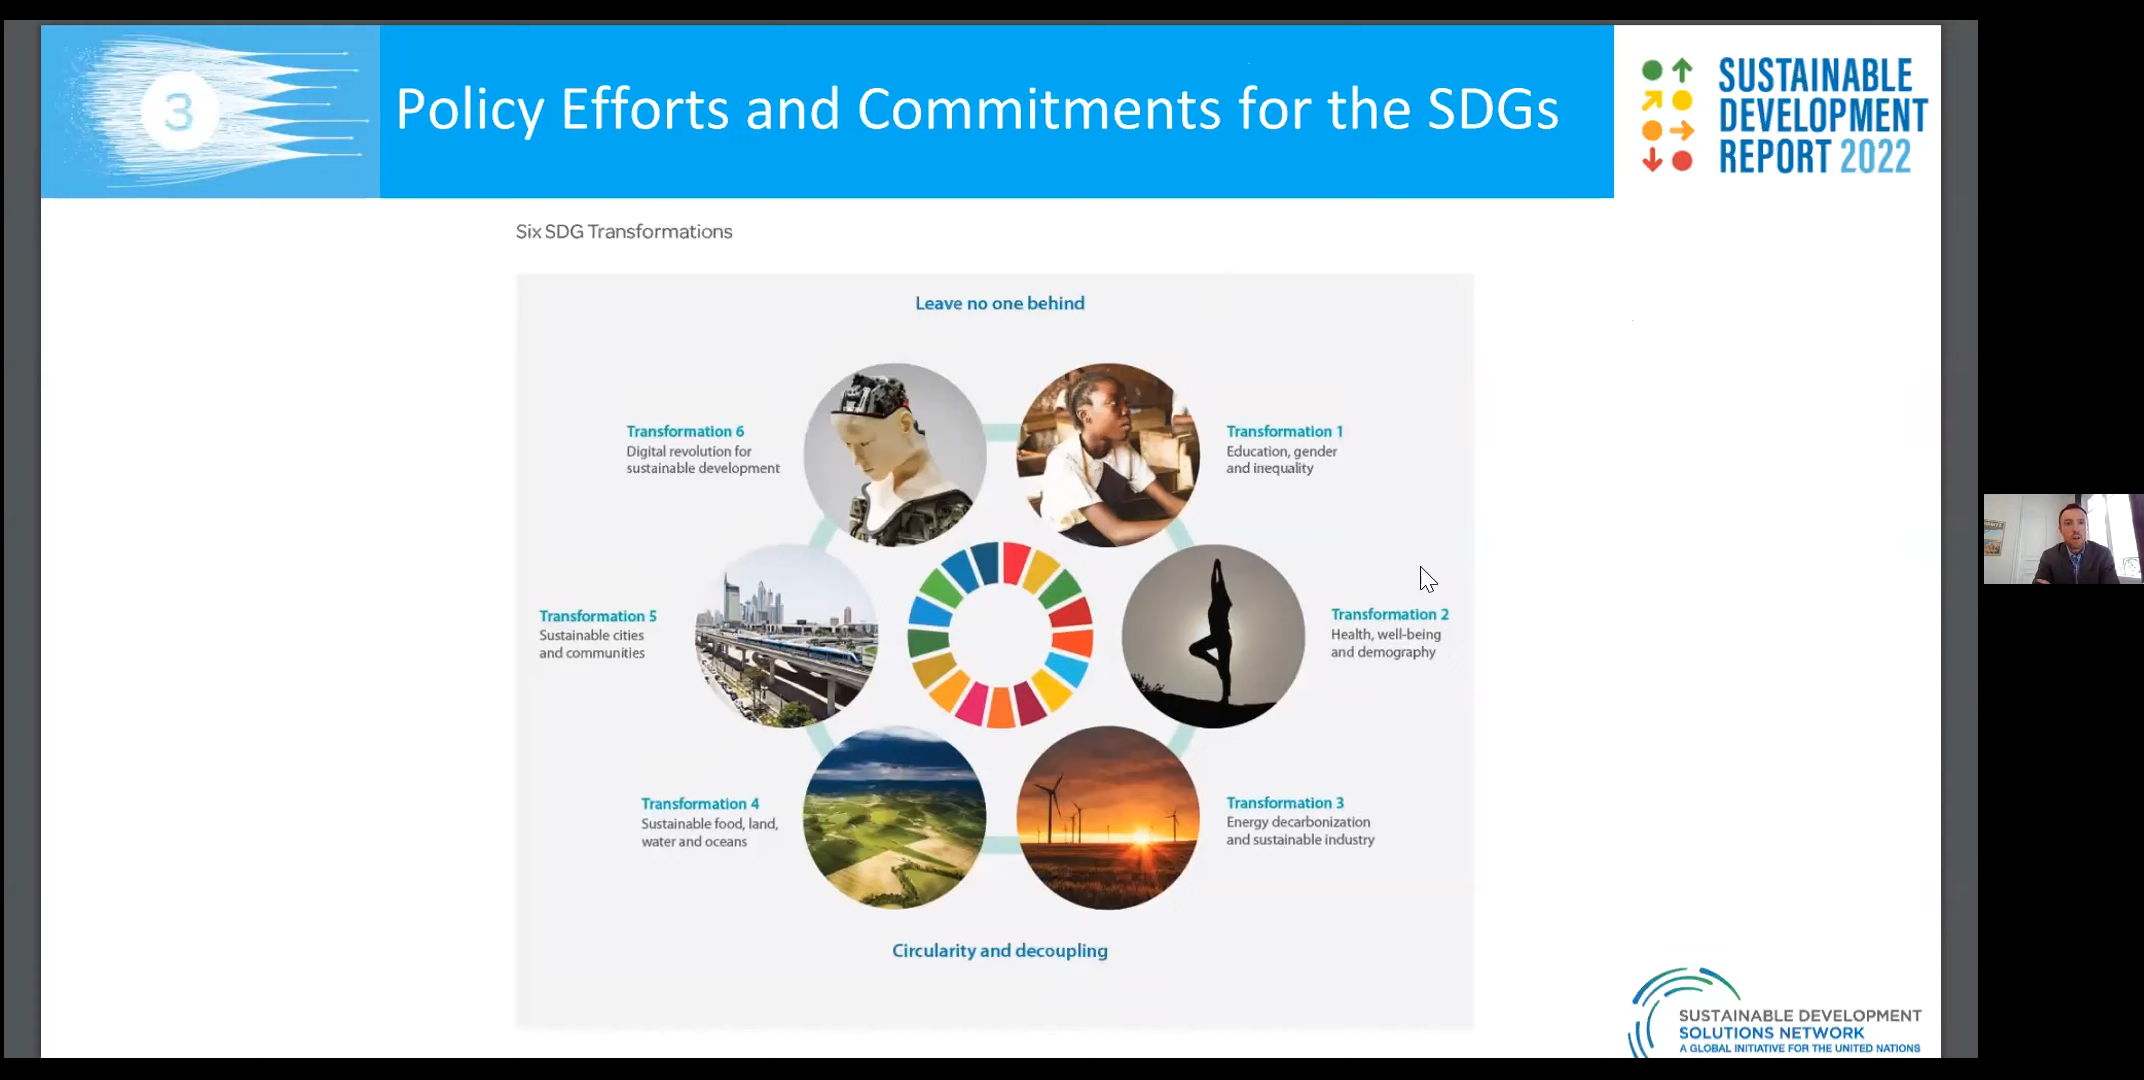 3
Policy Efforts and Commitments for the SDGs
SUSTAINABLE
DEVELOPMENT
REPORT 2022
Six SDG Transformations
Leave no one behind
Transformation 6
Digital revolution for
sustainable development
Transformation 1
Education, gender
and inequality
Transformation 5
Sustainable cities
and communities
Transformation 2
Health, well-being
and demography
Transformation 4
Sustainable food, land,
water and oceans
Transformation 3
Energy decarbonization
and sustainable industry
Circularity and decoupling
SUSTAINABLE DEVELOPMENT
SOLUTIONS NETWORK
A GLOBAL INITIATIVE FOR THE UNITED NATIONS